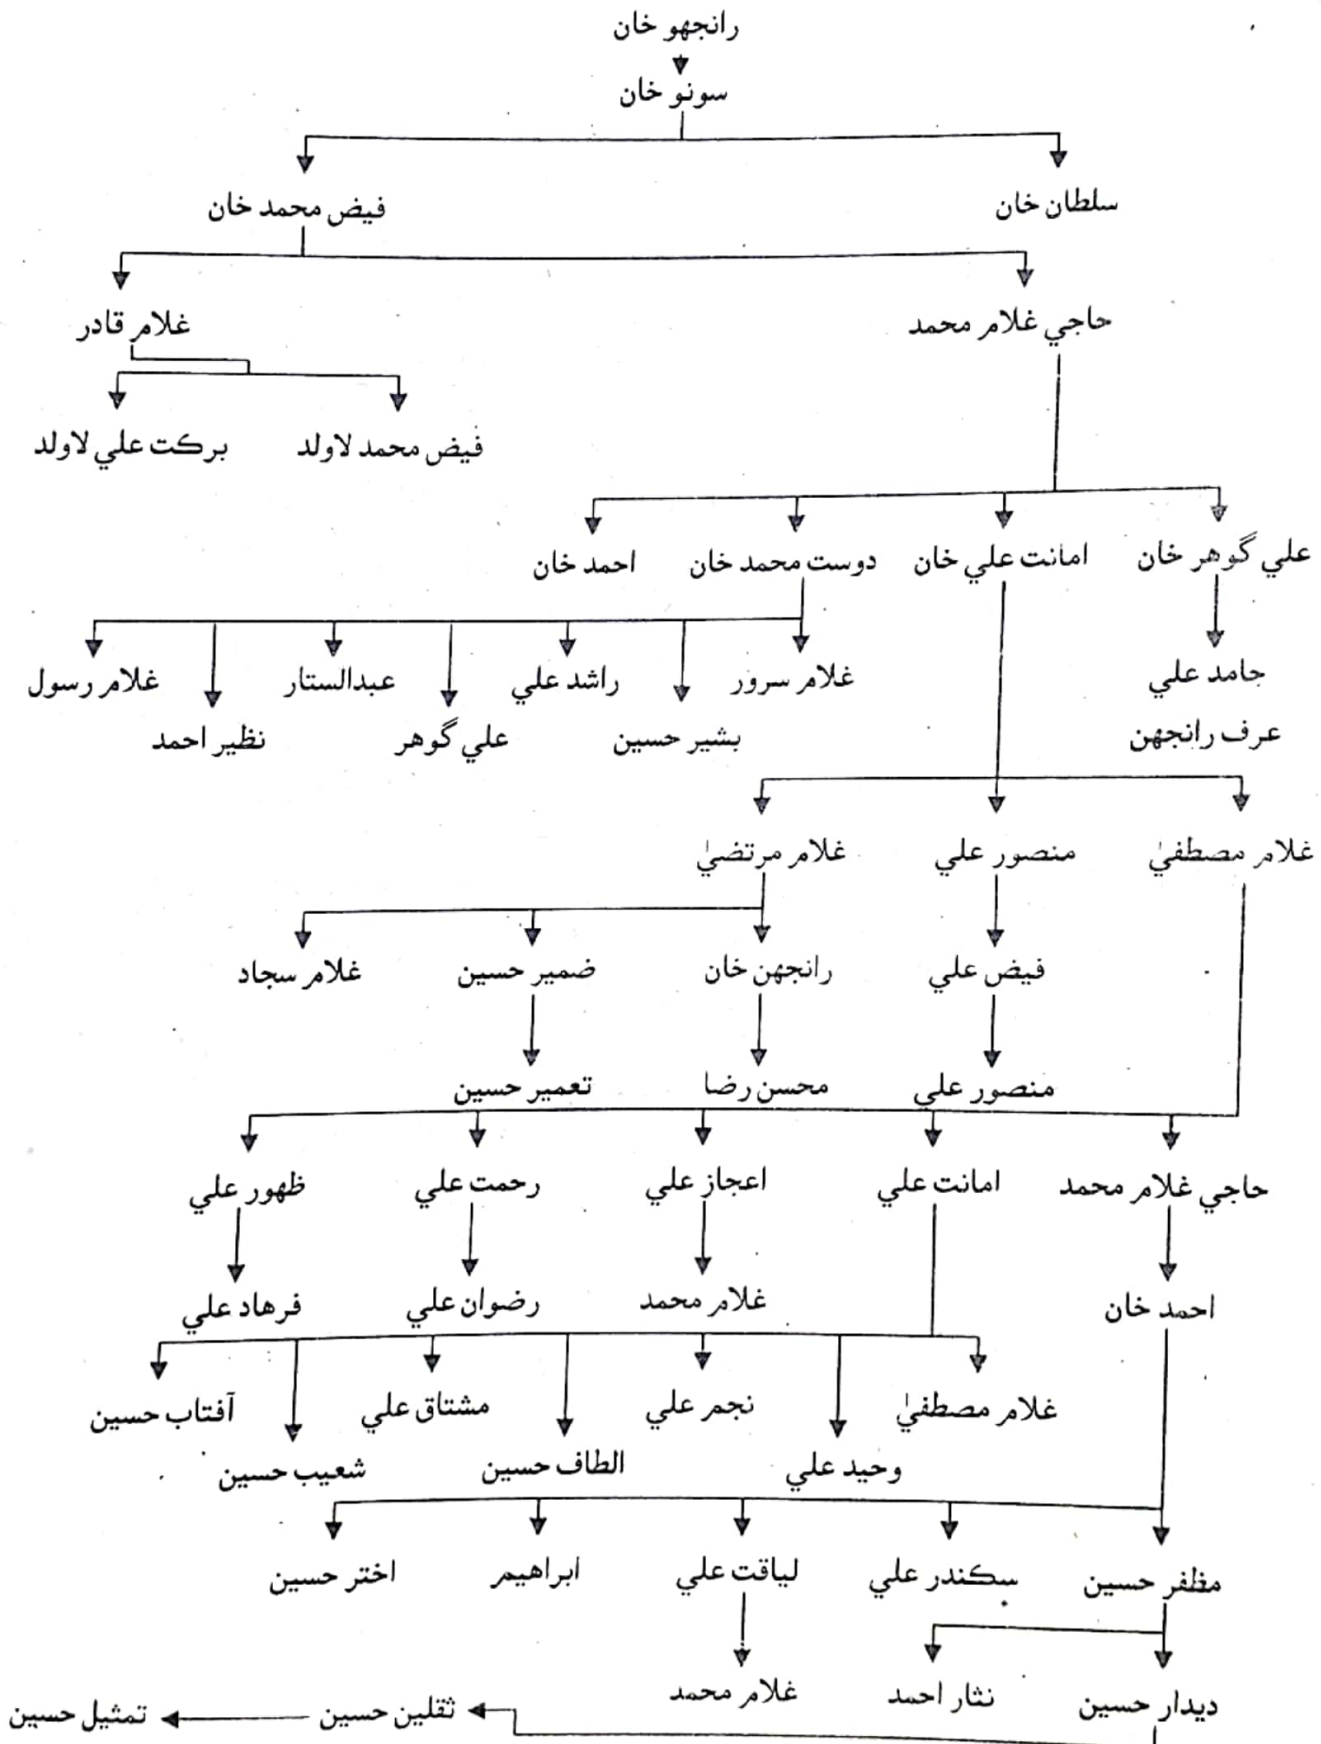 رانجهو خان
سونو خان
سلطان خان
فيض محمد خان
حاجي غلام محمد
غلام قادر
فيض محمد لاولد
بركت علي لاولد
علي گوهر خان
امانت علي خان
دوست محمد خان
احمد خان
جامد علي
عرف رانجهن
غلام سرور
بشير حسين
راشد علي
علي گوهر
عبدالستار
نظير احمد
غلام رسول
غلام مصطفيٰ
منصور علي
غلام مرتضيٰ
فيض علي
رانجهن خان
ضمير حسين
غلام سجاد
منصور علي
محسن رضا
تعمير حسين
حاجي غلام محمد
امانت علي
اعجاز علي
رحمت علي
ظهور علي
احمد خان
غلام محمد
رضوان علي
فرهاد علي
غلام مصطفيٰ
وحيد علي
نجم علي
الطاف حسين
مشتاق علي
شعيب حسين
آفتاب حسين
مظفر حسين
سڪندر علي
لياقت علي
ابراهيم
اختر حسين
ديدار حسين
نثار احمد
غلام محمد
ثقلين حسين
تمثيل حسين